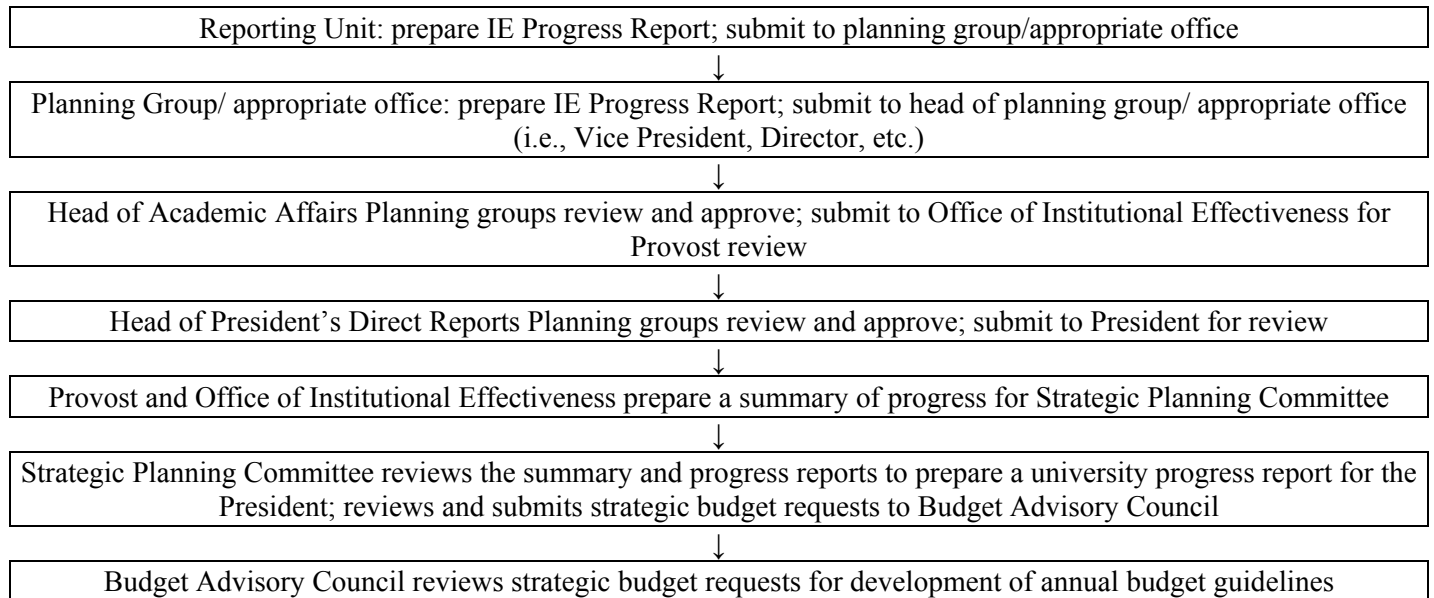 Reporting Unit: prepare IE Progress Report; submit to planning group/appropriate office
↓
Planning Group/ appropriate office: prepare IE Progress Report; submit to head of planning group/ appropriate office
(i.e., Vice President, Director, etc.)
↓
Head of Academic Affairs Planning groups review and approve; submit to Office of Institutional Effectiveness for
Provost review
↓
Head of President’s Direct Reports Planning groups review and approve; submit to President for review
↓
Provost and Office of Institutional Effectiveness prepare a summary of progress for Strategic Planning Committee
↓
Strategic Planning Committee reviews the summary and progress reports to prepare a university progress report for the
President; reviews and submits strategic budget requests to Budget Advisory Council
↓
Budget Advisory Council reviews strategic budget requests for development of annual budget guidelines